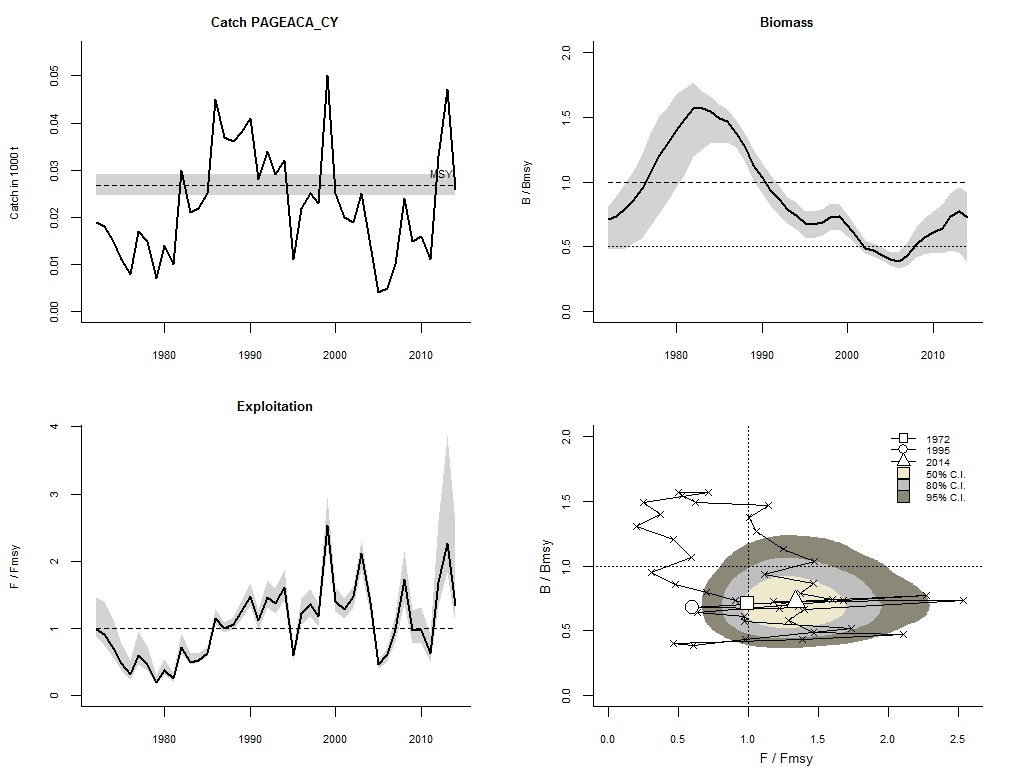 Catch PAGEACA_CY
Catch in 1000 t
0.05
0.04
0.03
0.02
0.01
0.00
MSY
1980 1990 2000 2010
Biomass
B / Bmsy
2.0
1.5
1.0
0.5
0.0
1980 1990 2000 2010
Exploitation
F / Fmsy
4
3
2
1
0
1980 1990 2000 2010
B / Bmsy
2.0
1.5
1.0
0.5
0.0
1972
1995
2014
50% C.I.
80% C.I.
95% C.I.
0.0 0.5 1.0 1.5 2.0 2.5
F / Fmsy